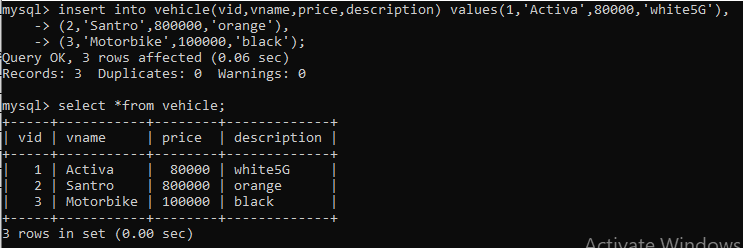 mysql> insert into vehicle(vid,vname,price,description) values(1,'Activa',80000,'white5G'),
    -> (2,'Santro',800000,'orange'),
    -> (3,'Motorbike',100000,'black');
Query OK, 3 rows affected (0.06 sec)
Records: 3  Duplicates: 0  Warnings: 0

mysql> select *from vehicle;
+-----+-----------+--------+-------------+
| vid | vname     | price  | description |
+-----+-----------+--------+-------------+
|   1 | Activa    |  80000 | white5G     |
|   2 | Santro    | 800000 | orange      |
|   3 | Motorbike | 100000 | black       |
+-----+-----------+--------+-------------+
3 rows in set (0.00 sec)
Activate Windows